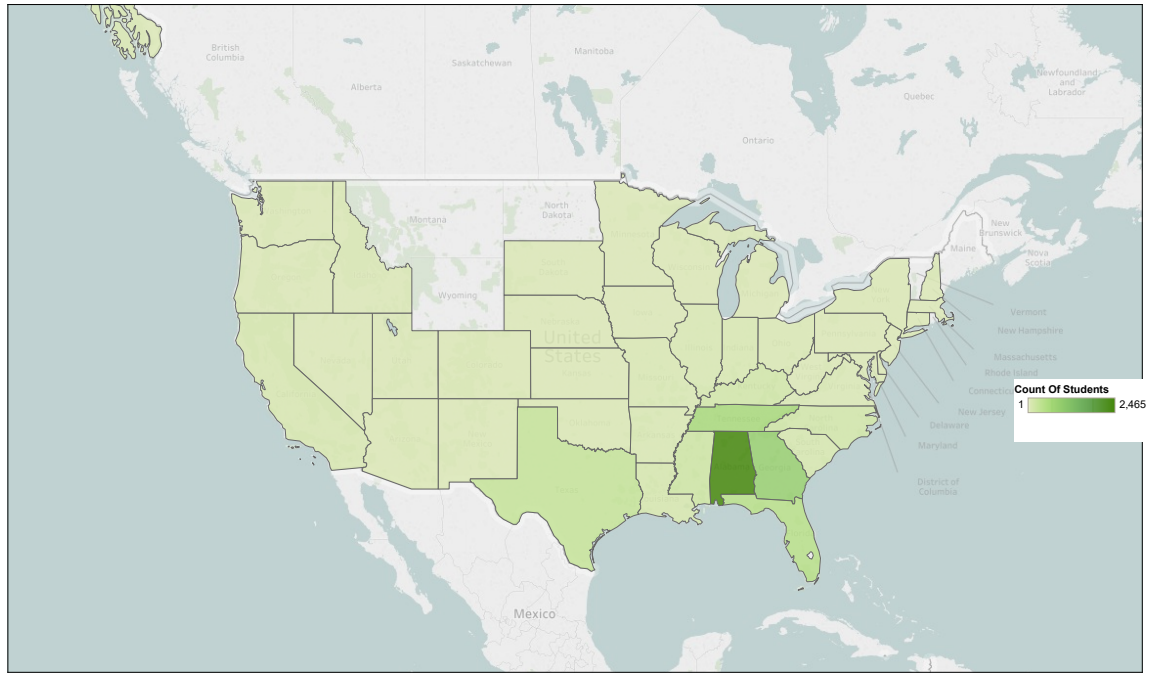 British
Columbia
Alberta
Saskatchewan
Manitoba
Ontario
Quebec
Newfoundland
and
Labrador
New
Brunswick
Nova
Scotia
Maine
Montana
North
Dakota
Wyoming
United
States
Vermont
New Hampshire
Massachusetts
Rhode Island
Connecticu
New Jersey
Delaware
Maryland
District of
Columbia
Mexico
Count Of Students
1 2,465